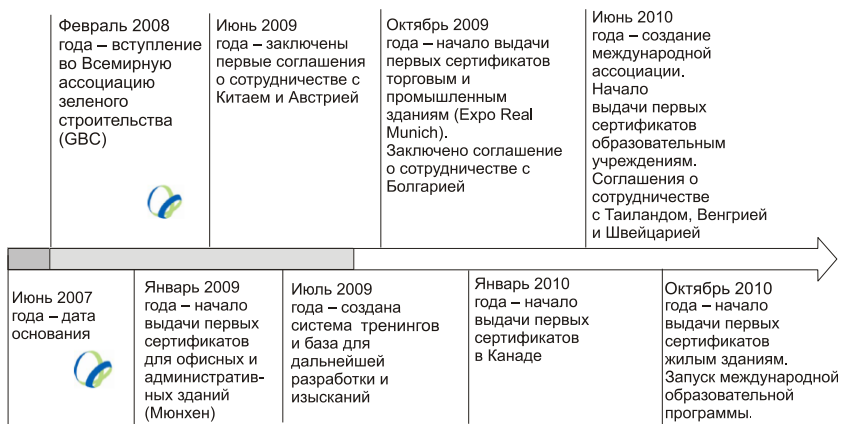 Февраль 2008
года – вступление
во Всемирную
ассоциацию
зеленого
строительства
(GBC)
Июнь 2009
года – заключены
первые соглашения
о сотрудничестве с
Китаем и Австрией
Октябрь 2009
года – начало выдачи
первых сертификатов
торговым и
промышленным
зданиям (Expo Real
Munich).
Заключено соглашение
о сотрудничестве с
Болгарией
Июнь 2010
года – создание
международной
ассоциации.
Начало
выдачи первых
сертификатов
образовательным
учреждениям.
Соглашения о
сотрудничестве
с Таиландом, Венгрией
и Швейцарией
Июнь 2007
года – дата
основания
Январь 2009
года – начало
выдачи первых
сертификатов
для офисных и
административ-
ных зданий
(Мюнхен)
Июль 2009
года – создана
система тренингов
и база для
дальнейшей
разработки и
изысканий
Январь 2010
года – начало
выдачи первых
сертификатов
в Канаде
Октябрь 2010
года – начало
выдачи первых
сертификатов
жилым зданиям.
Запуск международной
образовательной
программы.